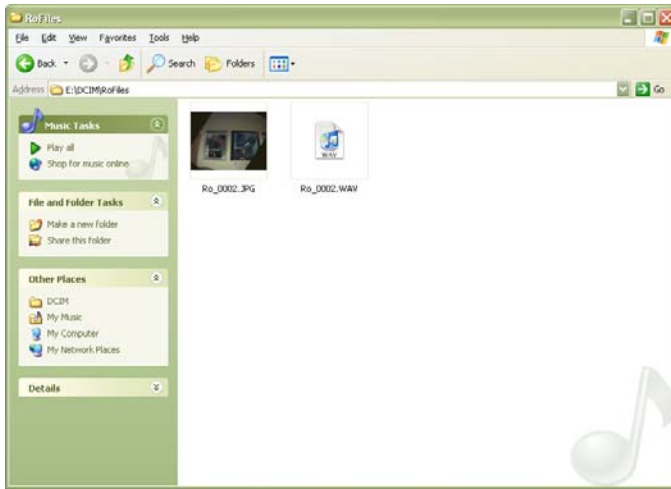 RoFiles
File Edit View Favorites Tools Help
Back Search Folders
Address E:\DCIM\RoFiles Go
Music Tasks
Play all
Shop for music online
File and Folder Tasks
Make a new folder
Share this folder
Other Places
DCIM
My Music
My Computer
My Network Places
Details
WAV
Ro_0002.JPG Ro_0002.WAV